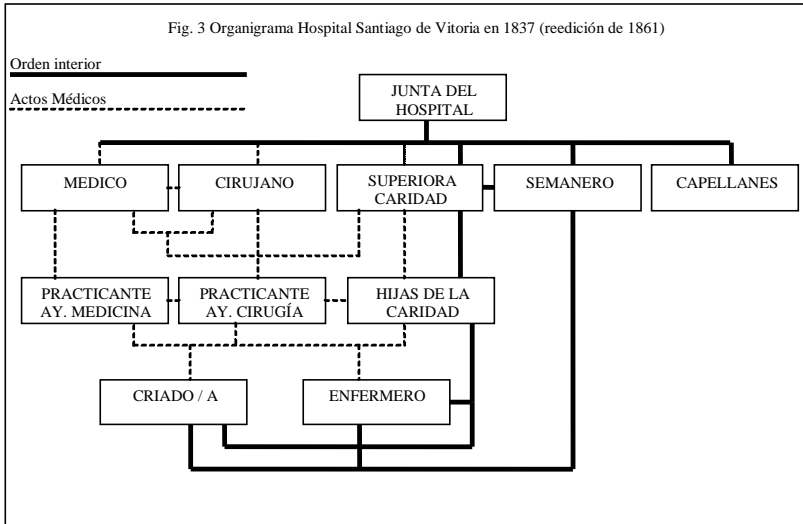 Fig. 3 Organigrama Hospital Santiago de Vitoria en 1837 (reedición de 1861)
Orden interior
Actos Médicos
JUNTA DEL
HOSPITAL
MEDICO
CIRUJANO
SUPERIORA
CARIDAD
SEMANERO
CAPELLANES
PRACTICANTE
AY. MEDICINA
PRACTICANTE
AY. CIRUGÍA
HIJAS DE LA
CARIDAD
CRIADO / A
ENFERMERO